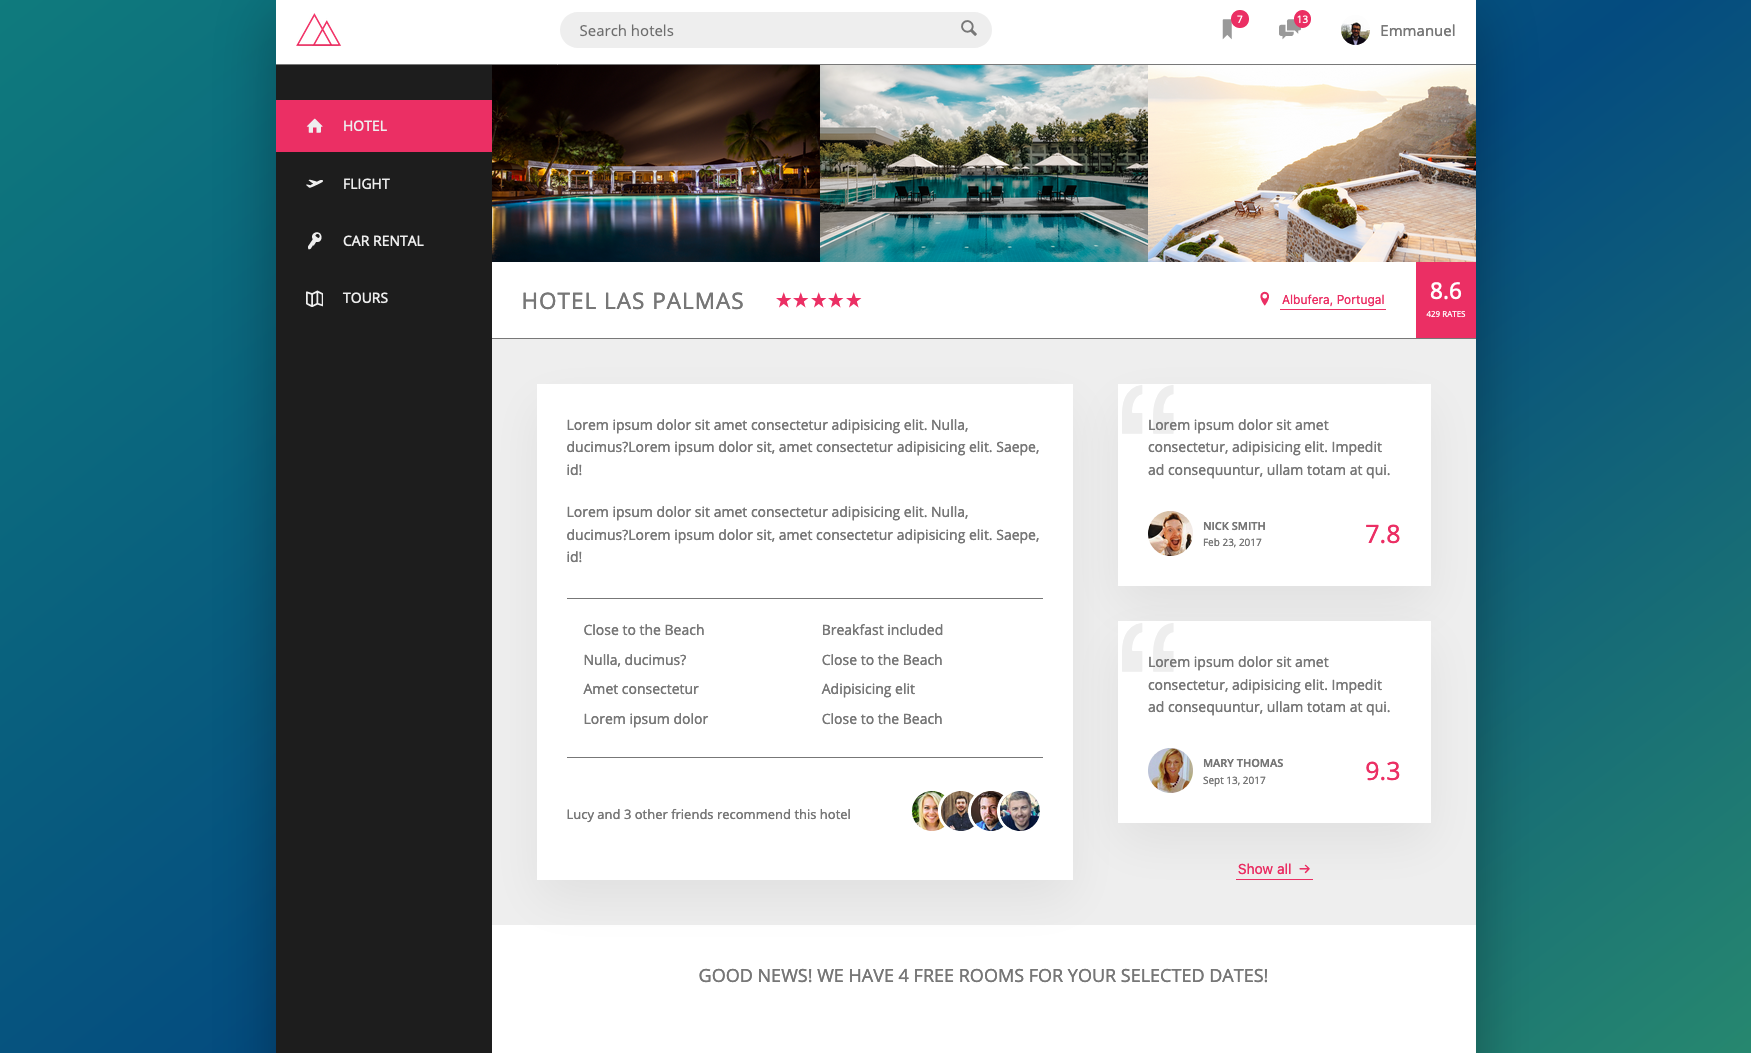 Search hotels
7
13
Emmanuel
HOTEL
FLIGHT
CAR RENTAL
TOURS
HOTEL LAS PALMAS
Albufera, Portugal
8.6
429 RATES
Lorem ipsum dolor sit amet consectetur adipisicing elit. Nulla,
ducimus?Lorem ipsum dolor sit, amet consectetur adipisicing elit. Saepe,
id!
Lorem ipsum dolor sit amet consectetur adipisicing elit. Nulla,
ducimus?Lorem ipsum dolor sit, amet consectetur adipisicing elit. Saepe,
id!
Close to the Beach
Breakfast included
Nulla, ducimus?
Close to the Beach
Amet consectetur
Adipisicing elit
Lorem ipsum dolor
Close to the Beach
Lucy and 3 other friends recommend this hotel
“
Lorem ipsum dolor sit amet
consectetur, adipisicing elit. Impedit
ad consequuntur, ullam totam at qui.
NICK SMITH
Feb 23, 2017
7.8
“
Lorem ipsum dolor sit amet
consectetur, adipisicing elit. Impedit
ad consequuntur, ullam totam at qui.
MARY THOMAS
Sept 13, 2017
9.3
Show all →
GOOD NEWS! WE HAVE 4 FREE ROOMS FOR YOUR SELECTED DATES!